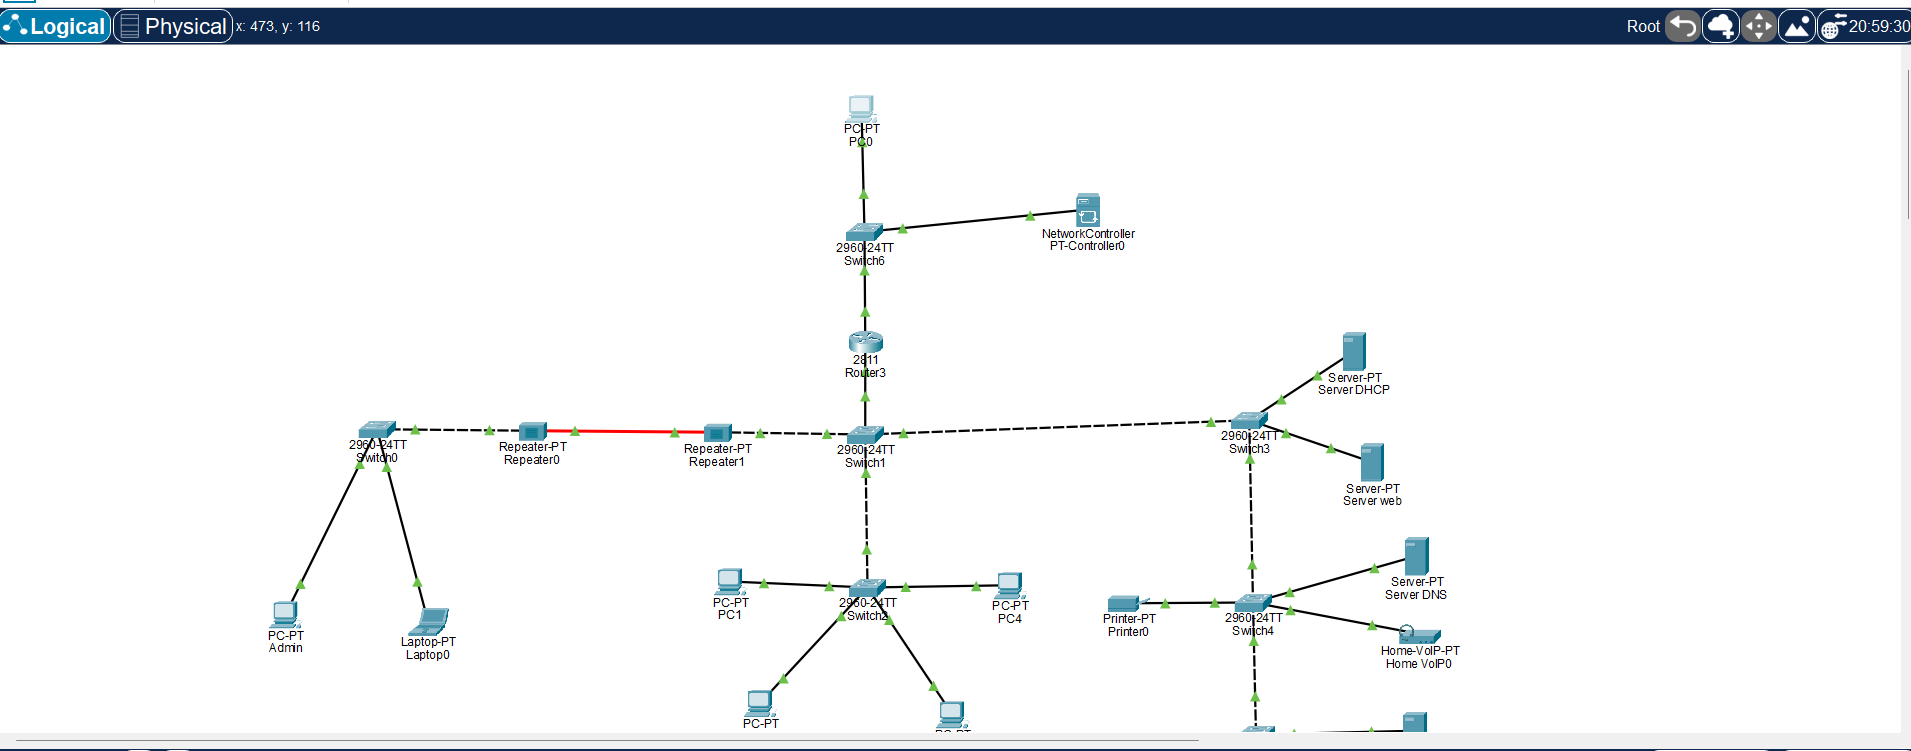 Logical Physical x: 473, y: 116 Root 20:59:30
PC-PT
PC0
NetworkController
PT-Controller0
2960-24TT
Switch6
2811
Router3
Server-PT
Server DHCP
2960-24TT
Switch0
Repeater-PT
Repeater0
Repeater-PT
Repeater1
2960-24TT
Switch1
2960-24TT
Switch3
Server-PT
Server web
Server-PT
Server DNS
PC-PT
PC1
2960-24TT
Switch2
PC-PT
PC4
Printer-PT
Printer0
2960-24TT
Switch4
PC-PT
Admin
Laptop-PT
Laptop0
Home-VoIP-PT
Home VoIP0
PC-PT
PC-PT